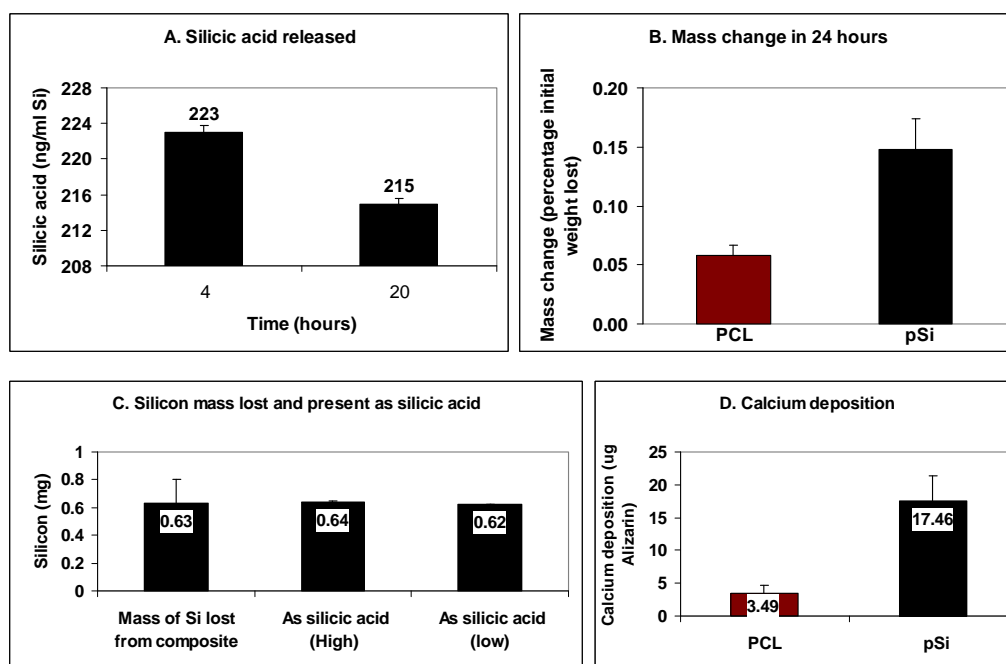 A. Silicic acid released
Silicic acid (ng/ml Si)
228
224
220
216
212
208
223
215
4
20
Time (hours)
B. Mass change in 24 hours
Mass change (percentage initial
weight lost)
0.20
0.15
0.10
0.05
0.00
PCL
pSi
C. Silicon mass lost and present as silicic acid
Silicon (mg)
1
0.8
0.6
0.4
0.2
0
0.63
0.64
0.62
Mass of Si lost
from composite
As silicic acid
(High)
As silicic acid
(low)
D. Calcium deposition
Calcium deposition (ug
Alizarin)
25
20
15
10
5
0
3.49
17.46
PCL
pSi